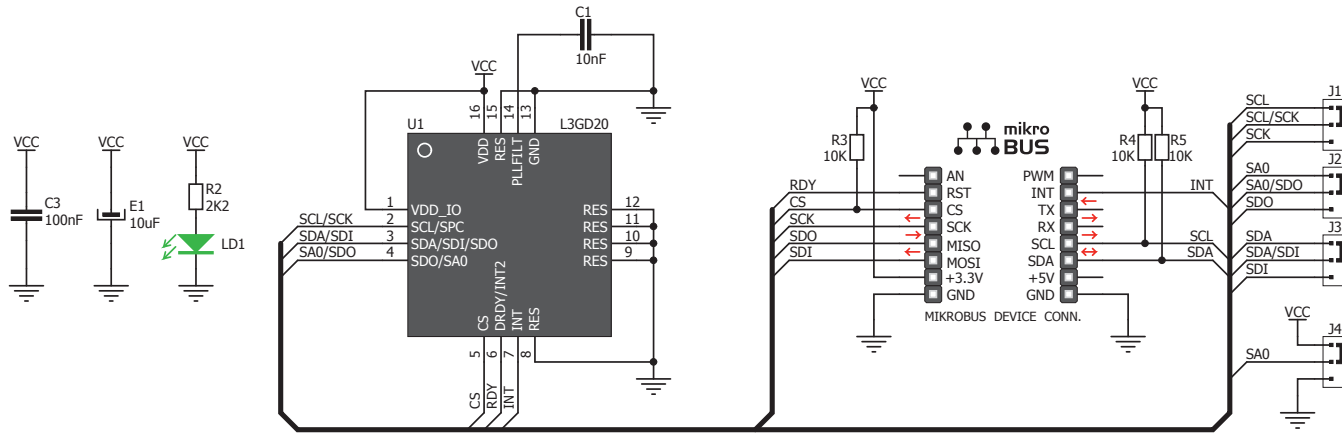 C1
10nF
VCC
16
15
14
13
U1
L3GD20
VDD
RES
PLLFILT
GND
1
VDD_IO
SCL/SCK
2
SCL/SPC
SDA/SDI
3
SDA/SDI/SDO
SA0/SDO
4
SDO/SA0
RES
12
RES
11
RES
10
RES
9
CS
DRDY/INT2
INT
RES
5
6
7
8
CS
RDY
INT
VCC
C3
100nF
VCC
E1
10uF
VCC
R2
2K2
LD1
VCC
R3
10K
mikro
BUS
VCC
R4
10K
R5
10K
RDY
CS
SCK
SDO
SDI
AN
RST
CS
SCK
MISO
MOSI
+3.3V
GND
PWM
INT
TX
RX
SCL
SDA
+5V
GND
MIKROBUS DEVICE CONN.
INT
SCL
SDA
J1
SCL
SCL/SCK
SCK
J2
SA0
SA0/SDO
SDO
J3
SDA
SDA/SDI
SDI
VCC
J4
SA0